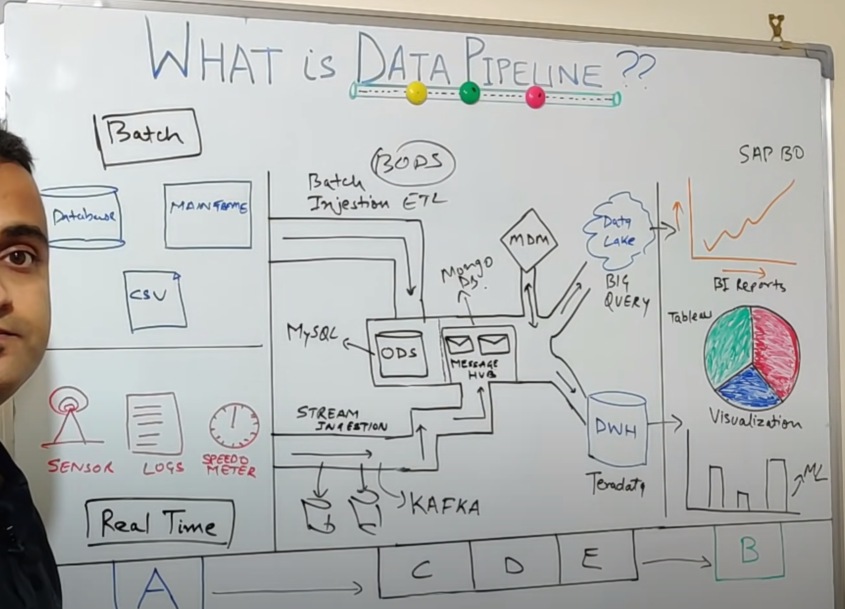 WHAT is DATA PIPELINE ??
Batch
Database
MAINFRAME
CSV
SENSOR
LOGS
SPEEDO
METER
Real Time
BODS
Batch
Injestion ETL
MySQL
ODS
Mongo
DB.
MESSAGE
HUB
MDM
STREAM
INGESTION
KAFKA
Data
Lake
BIG
QUERY
DWH
Teradata
SAP BO
BI Reports
Tableau
Visualization
ML
A
C
D
E
B